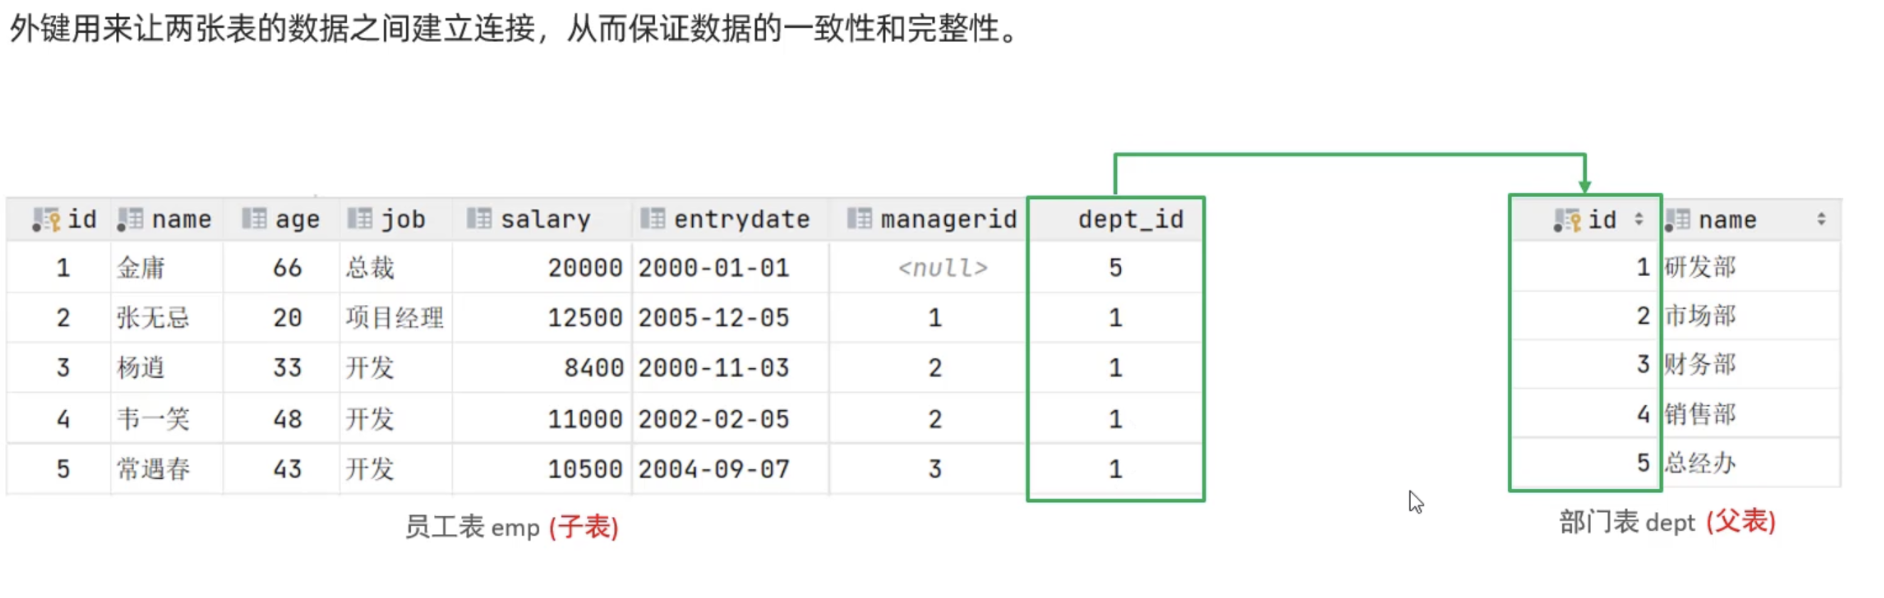 外键用来让两张表的数据之间建立连接，从而保证数据的一致性和完整性。
id name age job salary entrydate managerid dept_id
1 金庸 66 总裁 20000 2000-01-01 <null> 5
2 张无忌 20 项目经理 12500 2005-12-05 1 1
3 杨逍 33 开发 8400 2000-11-03 2 1
4 韦一笑 48 开发 11000 2002-02-05 2 1
5 常遇春 43 开发 10500 2004-09-07 3 1
员工表 emp (子表)
id name
1 研发部
2 市场部
3 财务部
4 销售部
5 总经办
部门表 dept (父表)